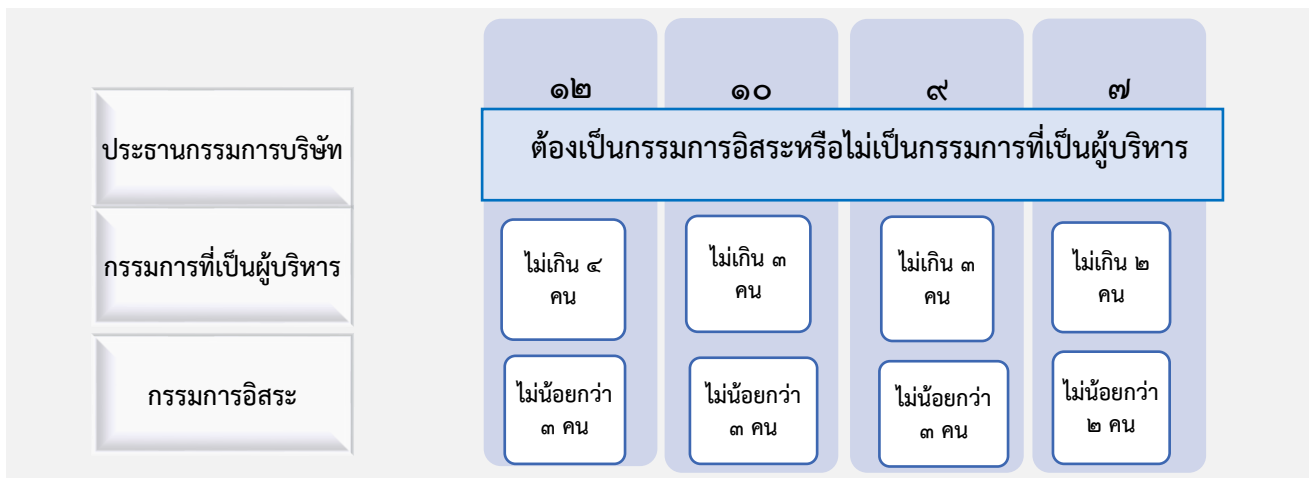 ๑๒ ๑๐ ๙ ๗
ประธานกรรมการบริษัท
ต้องเป็นกรรมการอิสระหรือไม่เป็นกรรมการที่เป็นผู้บริหาร
กรรมการที่เป็นผู้บริหาร
ไม่เกิน ๔
คน
ไม่เกิน ๓
คน
ไม่เกิน ๓
คน
ไม่เกิน ๒
คน
กรรมการอิสระ
ไม่น้อยกว่า
๓ คน
ไม่น้อยกว่า
๓ คน
ไม่น้อยกว่า
๓ คน
ไม่น้อยกว่า
๒ คน